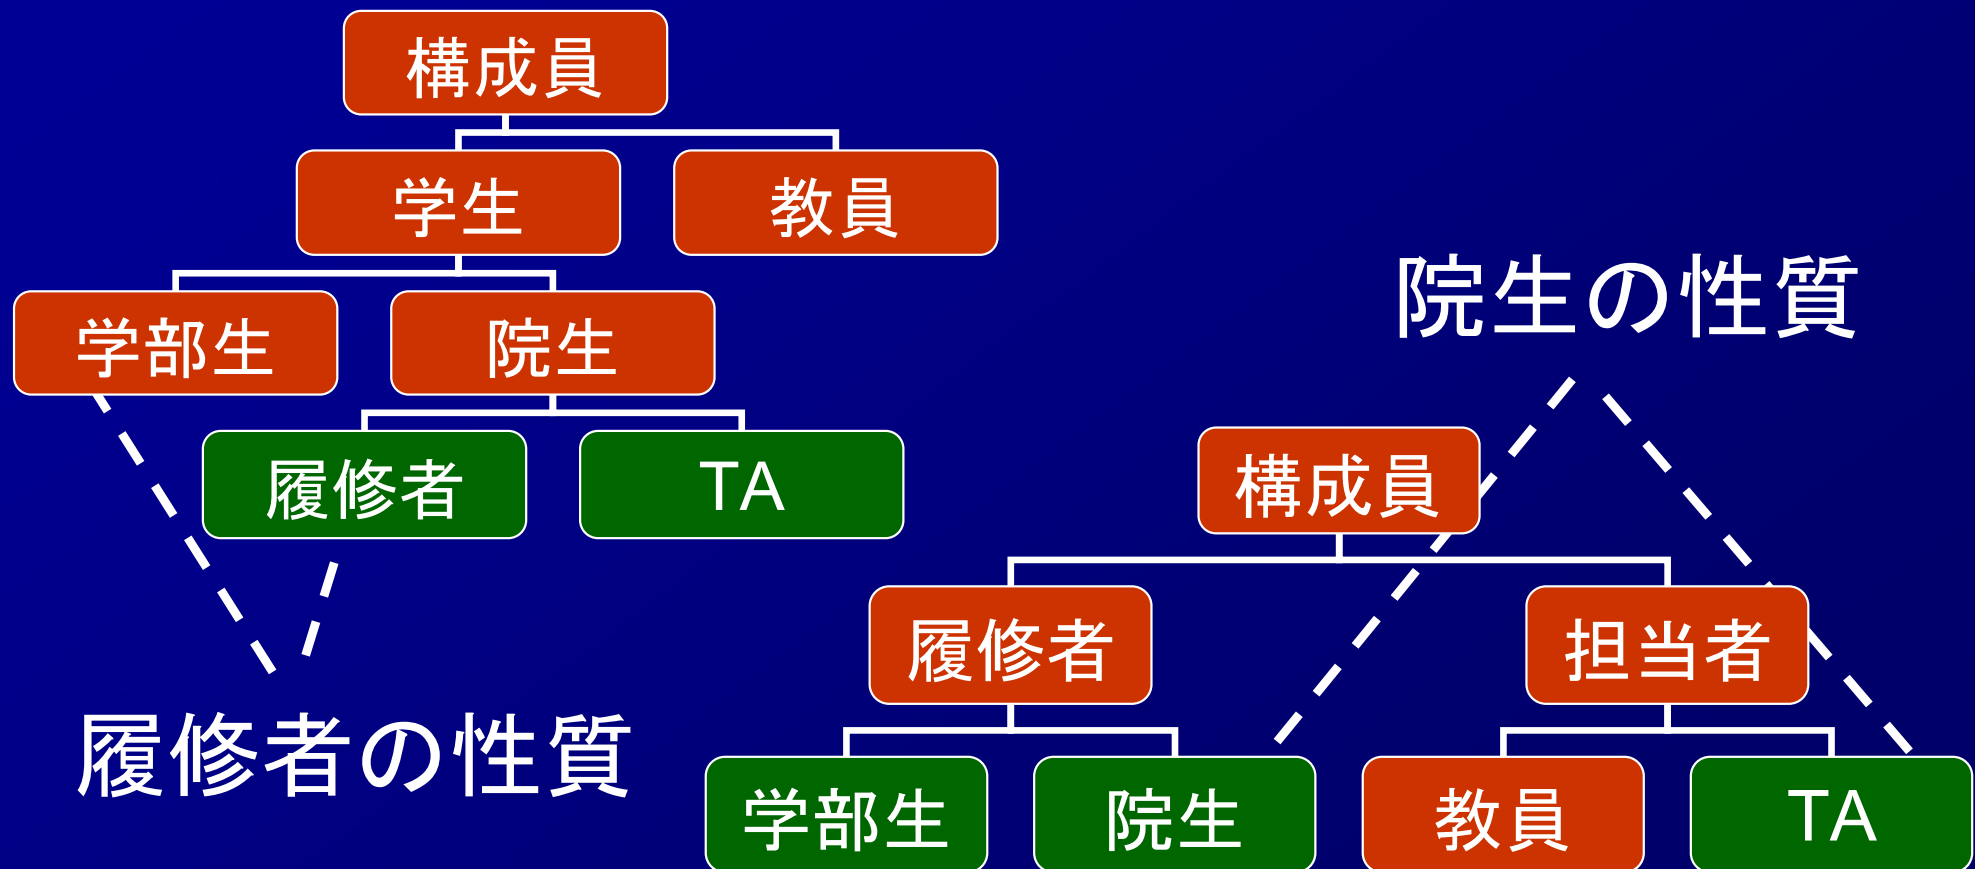 構成員
学生
教員
学部生
院生
履修者
TA
履修者の性質
院生の性質
構成員
履修者
担当者
学部生
院生
教員
TA